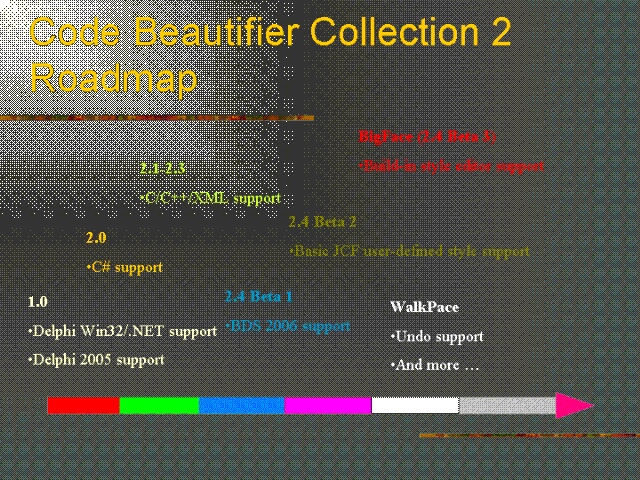 Code Beautifier Collection 2
Roadmap
BigFace (2.4 Beta 3)
•Build-in style editor support
2.1-2.3
•C/C++/XML support
2.4 Beta 2
•Basic JCF user-defined style support
2.0
•C# support
1.0
•Delphi Win32/.NET support
•Delphi 2005 support
2.4 Beta 1
•BDS 2006 support
WalkPace
•Undo support
•And more …